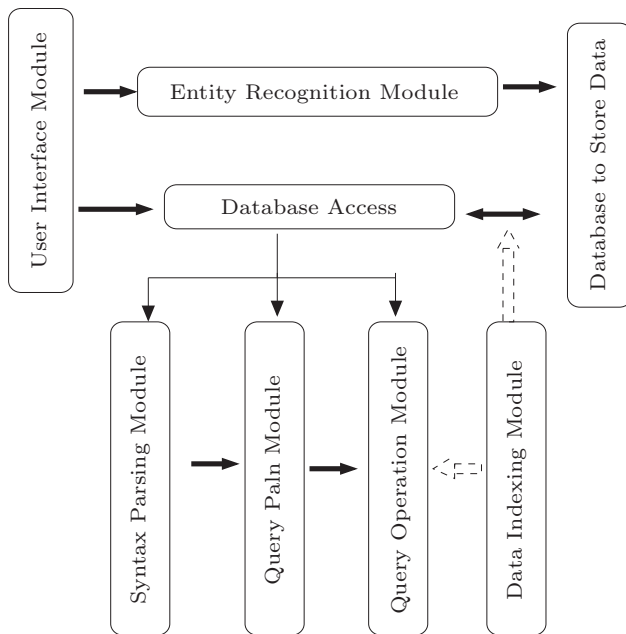 User Interface Module
Entity Recognition Module
Database to Store Data
Database Access
Syntax Parsing Module
Query Paln Module
Query Operation Module
Data Indexing Module